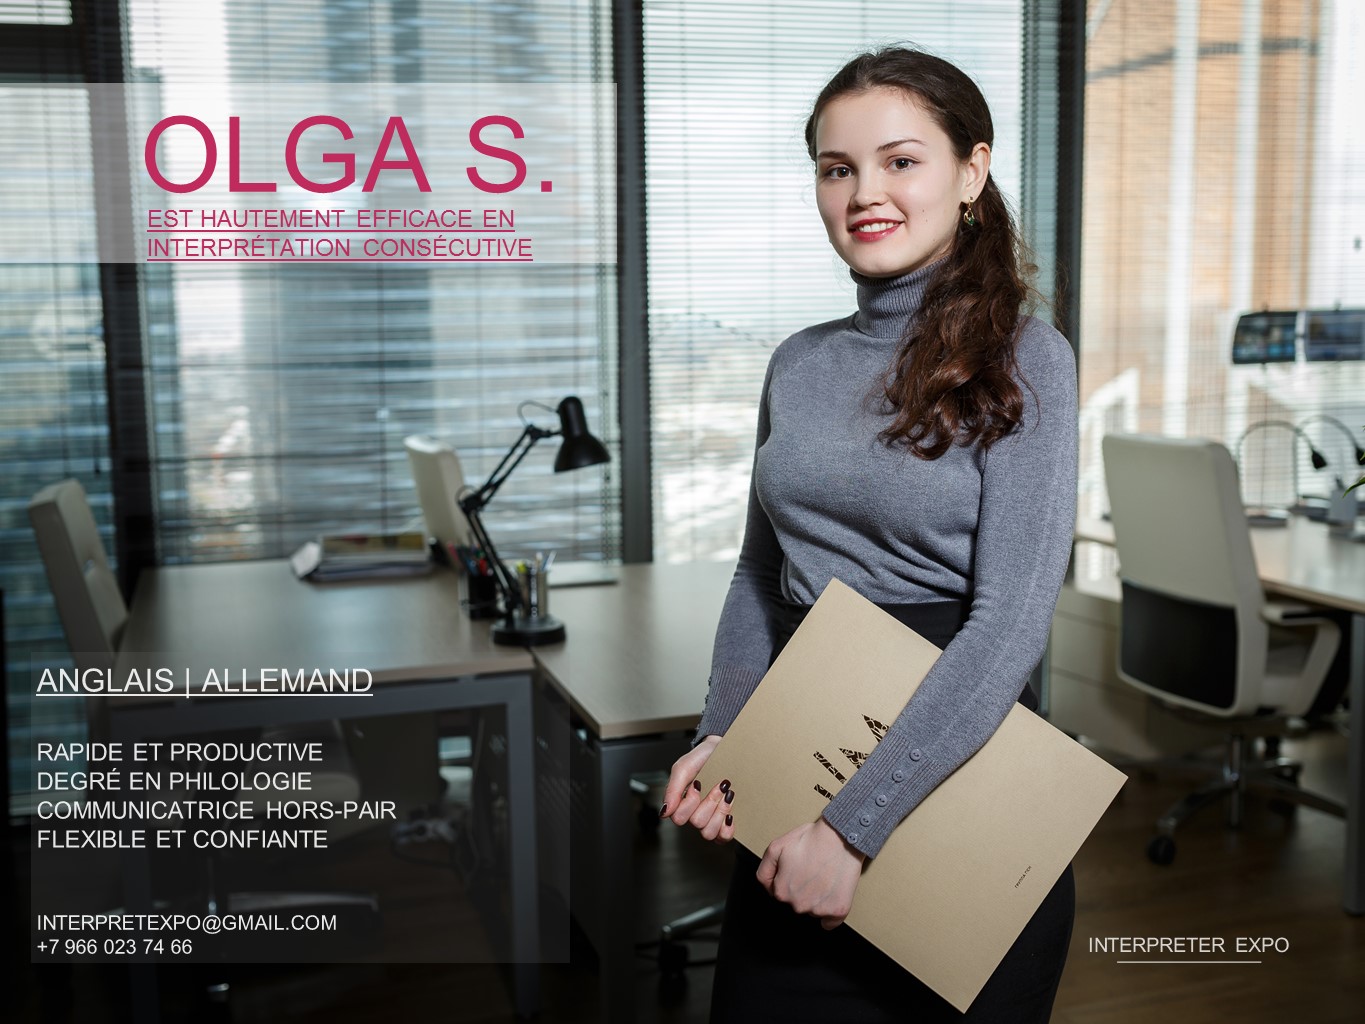 OLGA S.
EST HAUTEMENT EFFICACE EN
INTERPRÉTATION CONSÉCUTIVE
ANGLAIS | ALLEMAND
RAPIDE ET PRODUCTIVE
DEGRÉ EN PHILOLOGIE
COMMUNICATRICE HORS-PAIR
FLEXIBLE ET CONFIANTE
INTERPRETEXPO@GMAIL.COM
+7 966 023 74 66
INTERPRETER EXPO